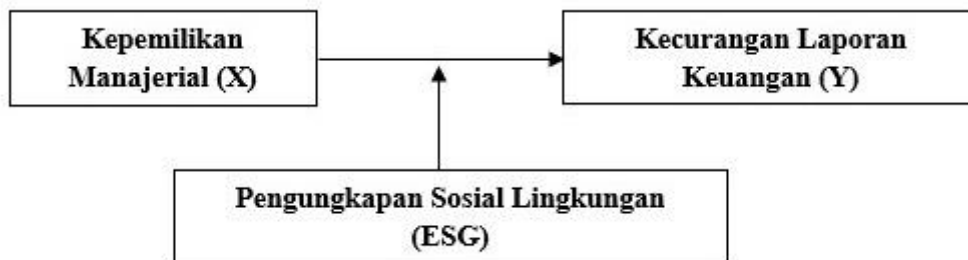 Kepemilikan
Manajerial (X)
Kecurangan Laporan
Keuangan (Y)
Pengungkapan Sosial Lingkungan
(ESG)